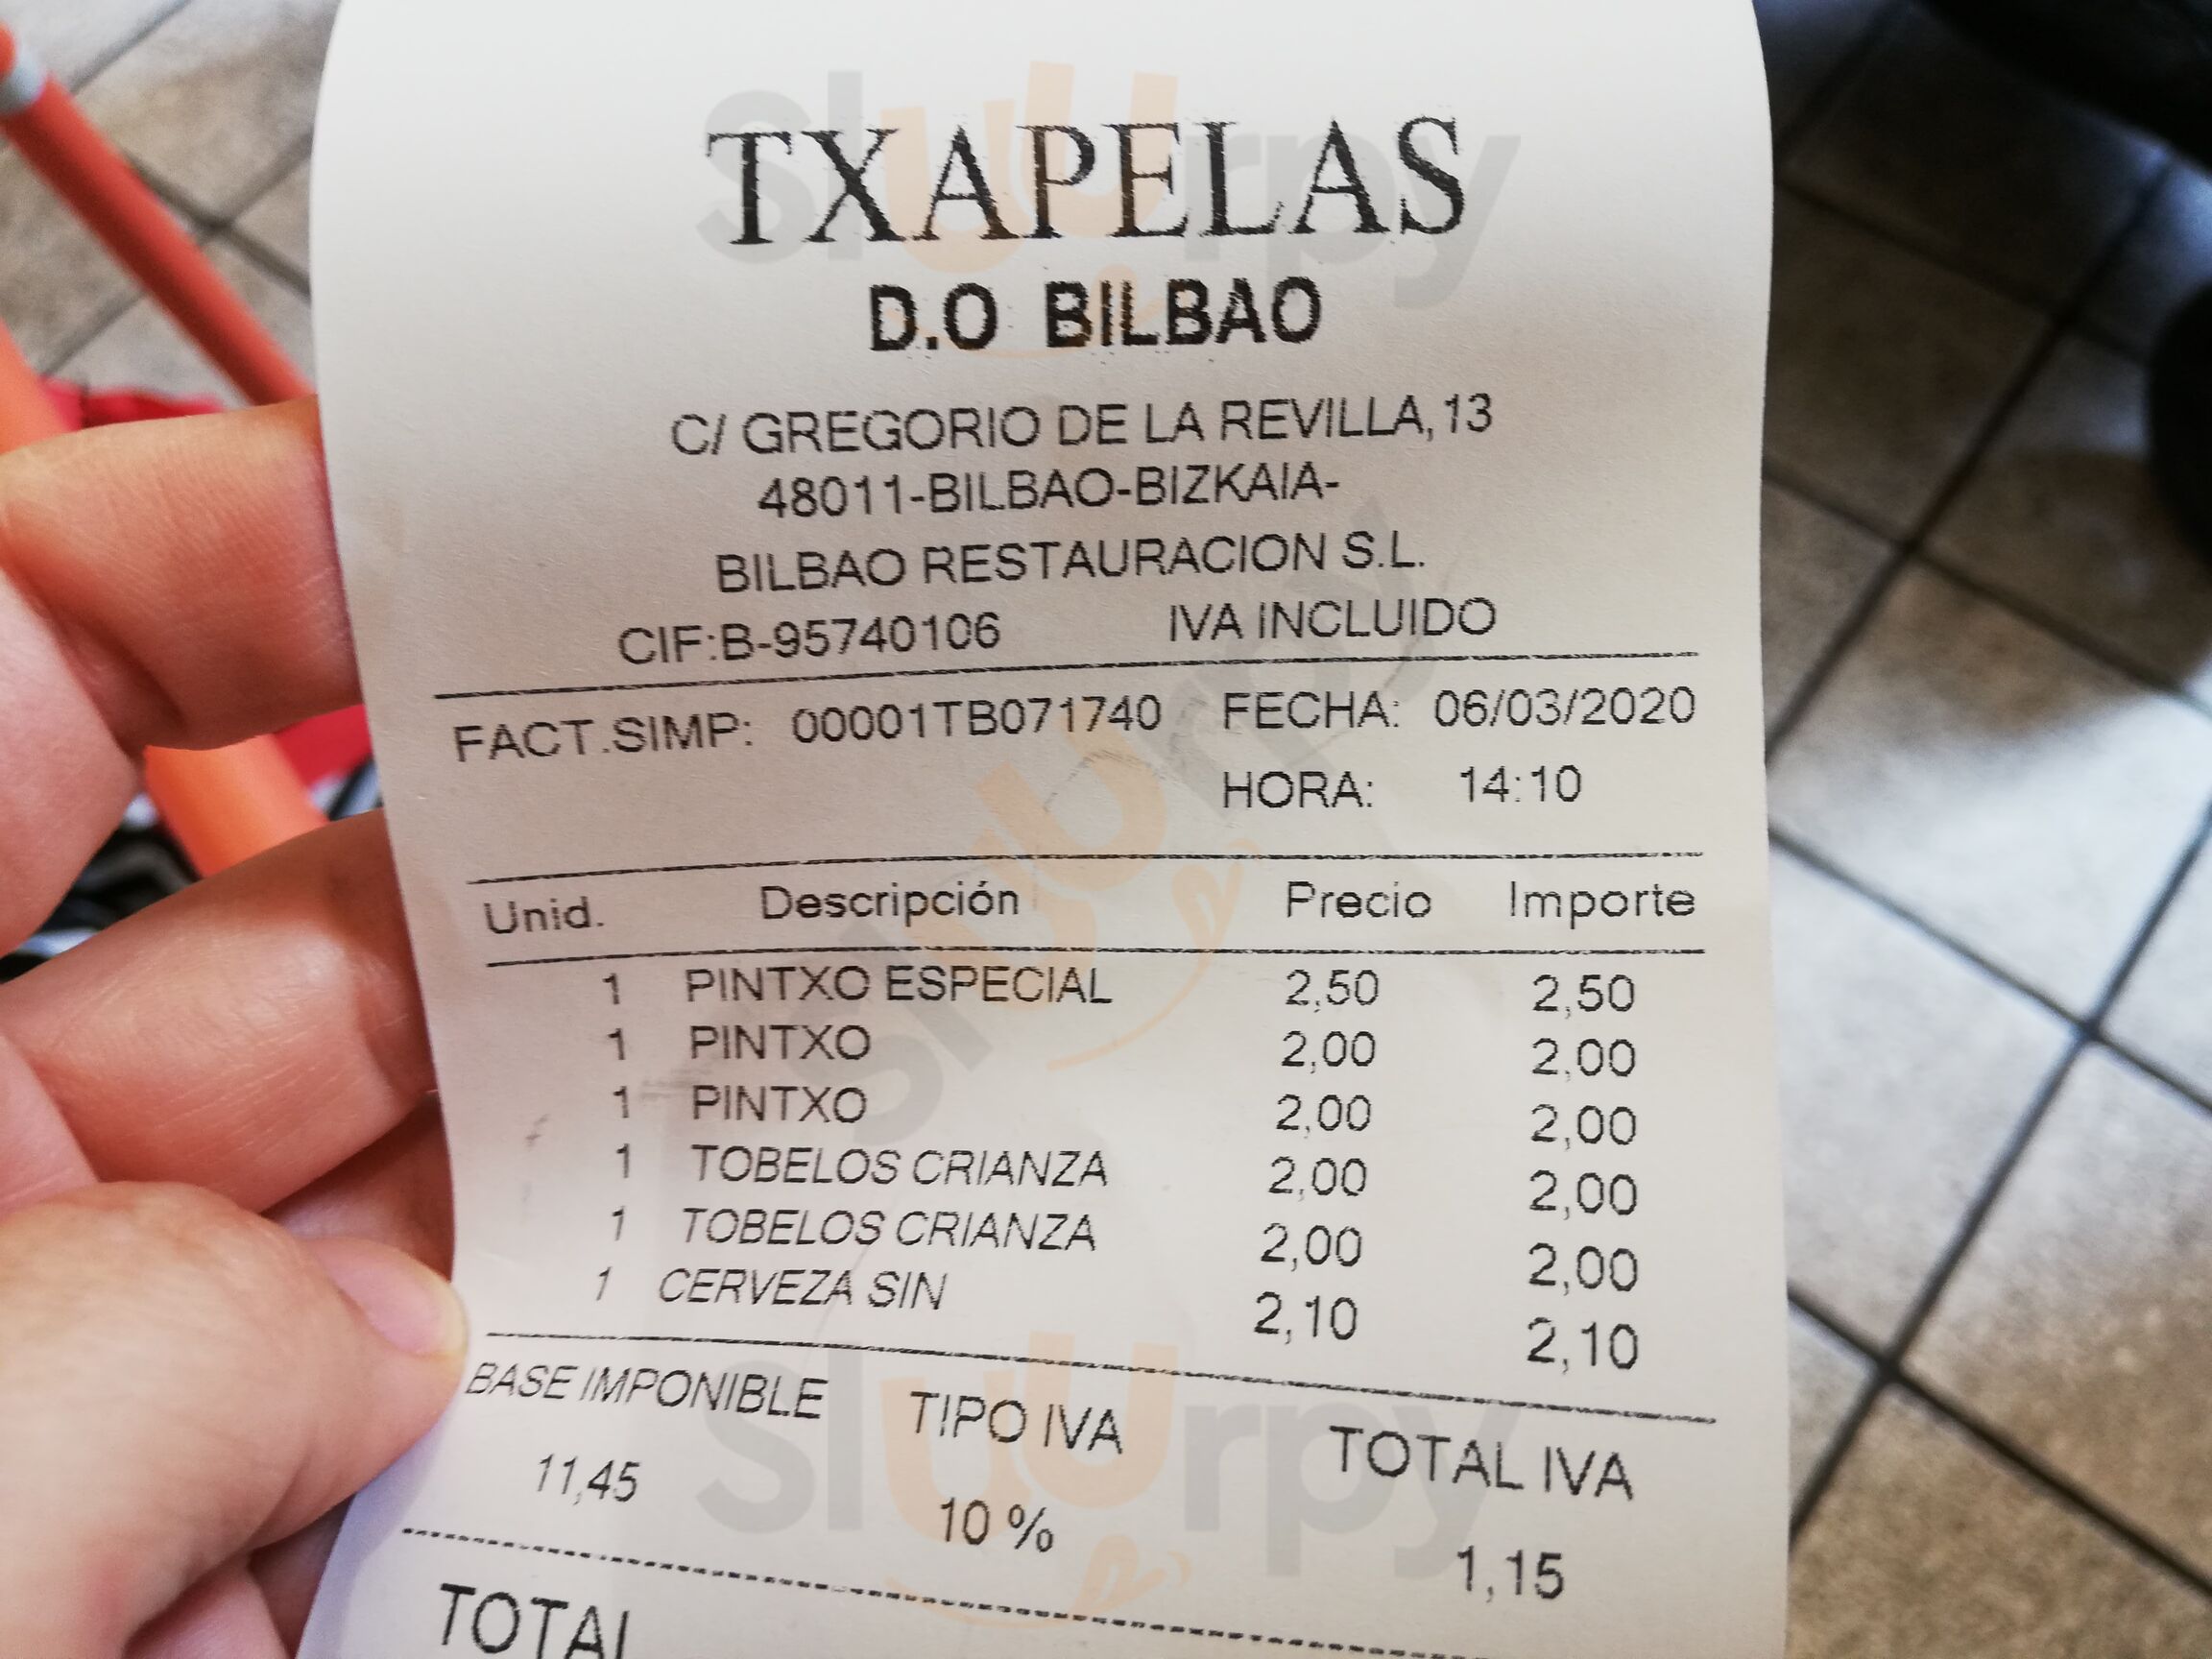 TXAPELAS
D.O BILBAO
C/ GREGORIO DE LA REVILLA,13
48011-BILBAO-BIZKAIA-
BILBAO RESTAURACION S.L.
CIF:B-95740106 IVA INCLUIDO
FACT.SIMP: 00001TB071740 FECHA: 06/03/2020
HORA: 14:10
Unid. Descripción Precio Importe
1 PINTXO ESPECIAL 2,50 2,50
1 PINTXO 2,00 2,00
1 PINTXO 2,00 2,00
1 TOBELOS CRIANZA 2,00 2,00
1 TOBELOS CRIANZA 2,00 2,00
1 CERVEZA SIN 2,10 2,10
BASE IMPONIBLE TIPO IVA TOTAL IVA
11,45 10 % 1,15
TOTAL
sluurpy
sluurpy
sluurpy